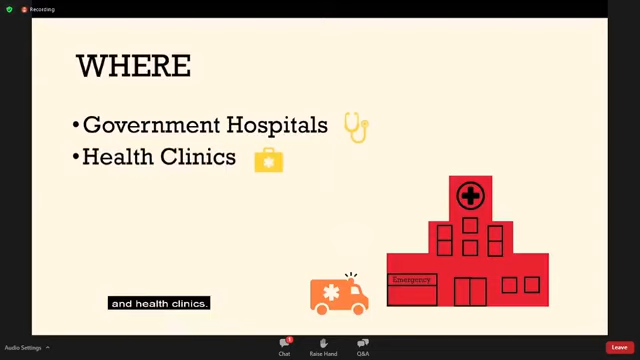 Recording
WHERE
•Government Hospitals
•Health Clinics
Emergency
and health clinics.
Audio Settings
Chat
Raise Hand
Q&A
Leave